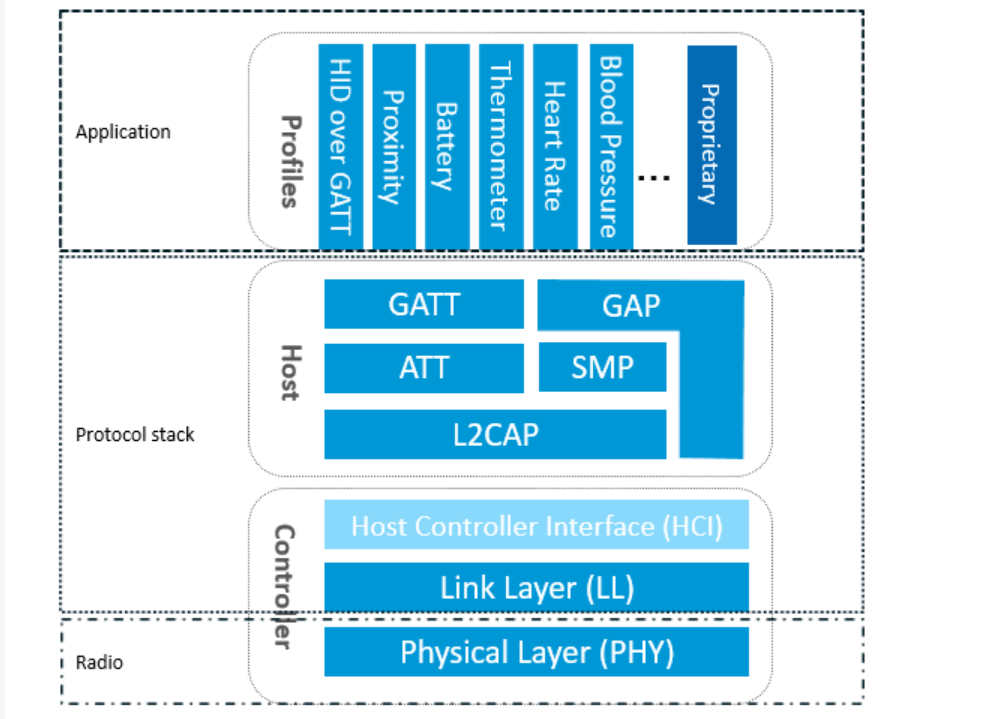 Application
Profiles
HID over GATT
Proximity
Battery
Thermometer
Heart Rate
Blood Pressure
...
Proprietary
Protocol stack
Host
GATT
GAP
ATT
SMP
L2CAP
Controller
Host Controller Interface (HCI)
Link Layer (LL)
Radio
Physical Layer (PHY)